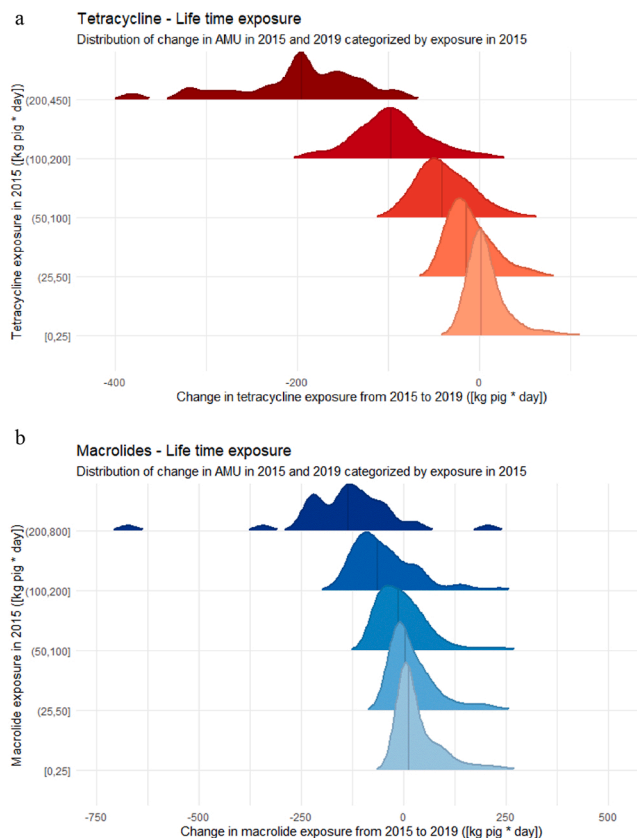 a
Tetracycline - Life time exposure
Distribution of change in AMU in 2015 and 2019 categorized by exposure in 2015
Tetracycline exposure in 2015 ([kg pig * day])
(200,450]
(100,200]
(50,100]
(25,50]
[0,25]
-400
-200
0
Change in tetracycline exposure from 2015 to 2019 ([kg pig * day])
b
Macrolides - Life time exposure
Distribution of change in AMU in 2015 and 2019 categorized by exposure in 2015
Macrolide exposure in 2015 ([kg pig * day])
(200,800]
(100,200]
(50,100]
(25,50]
[0,25]
-750
-500
-250
0
250
500
Change in macrolide exposure from 2015 to 2019 ([kg pig * day])